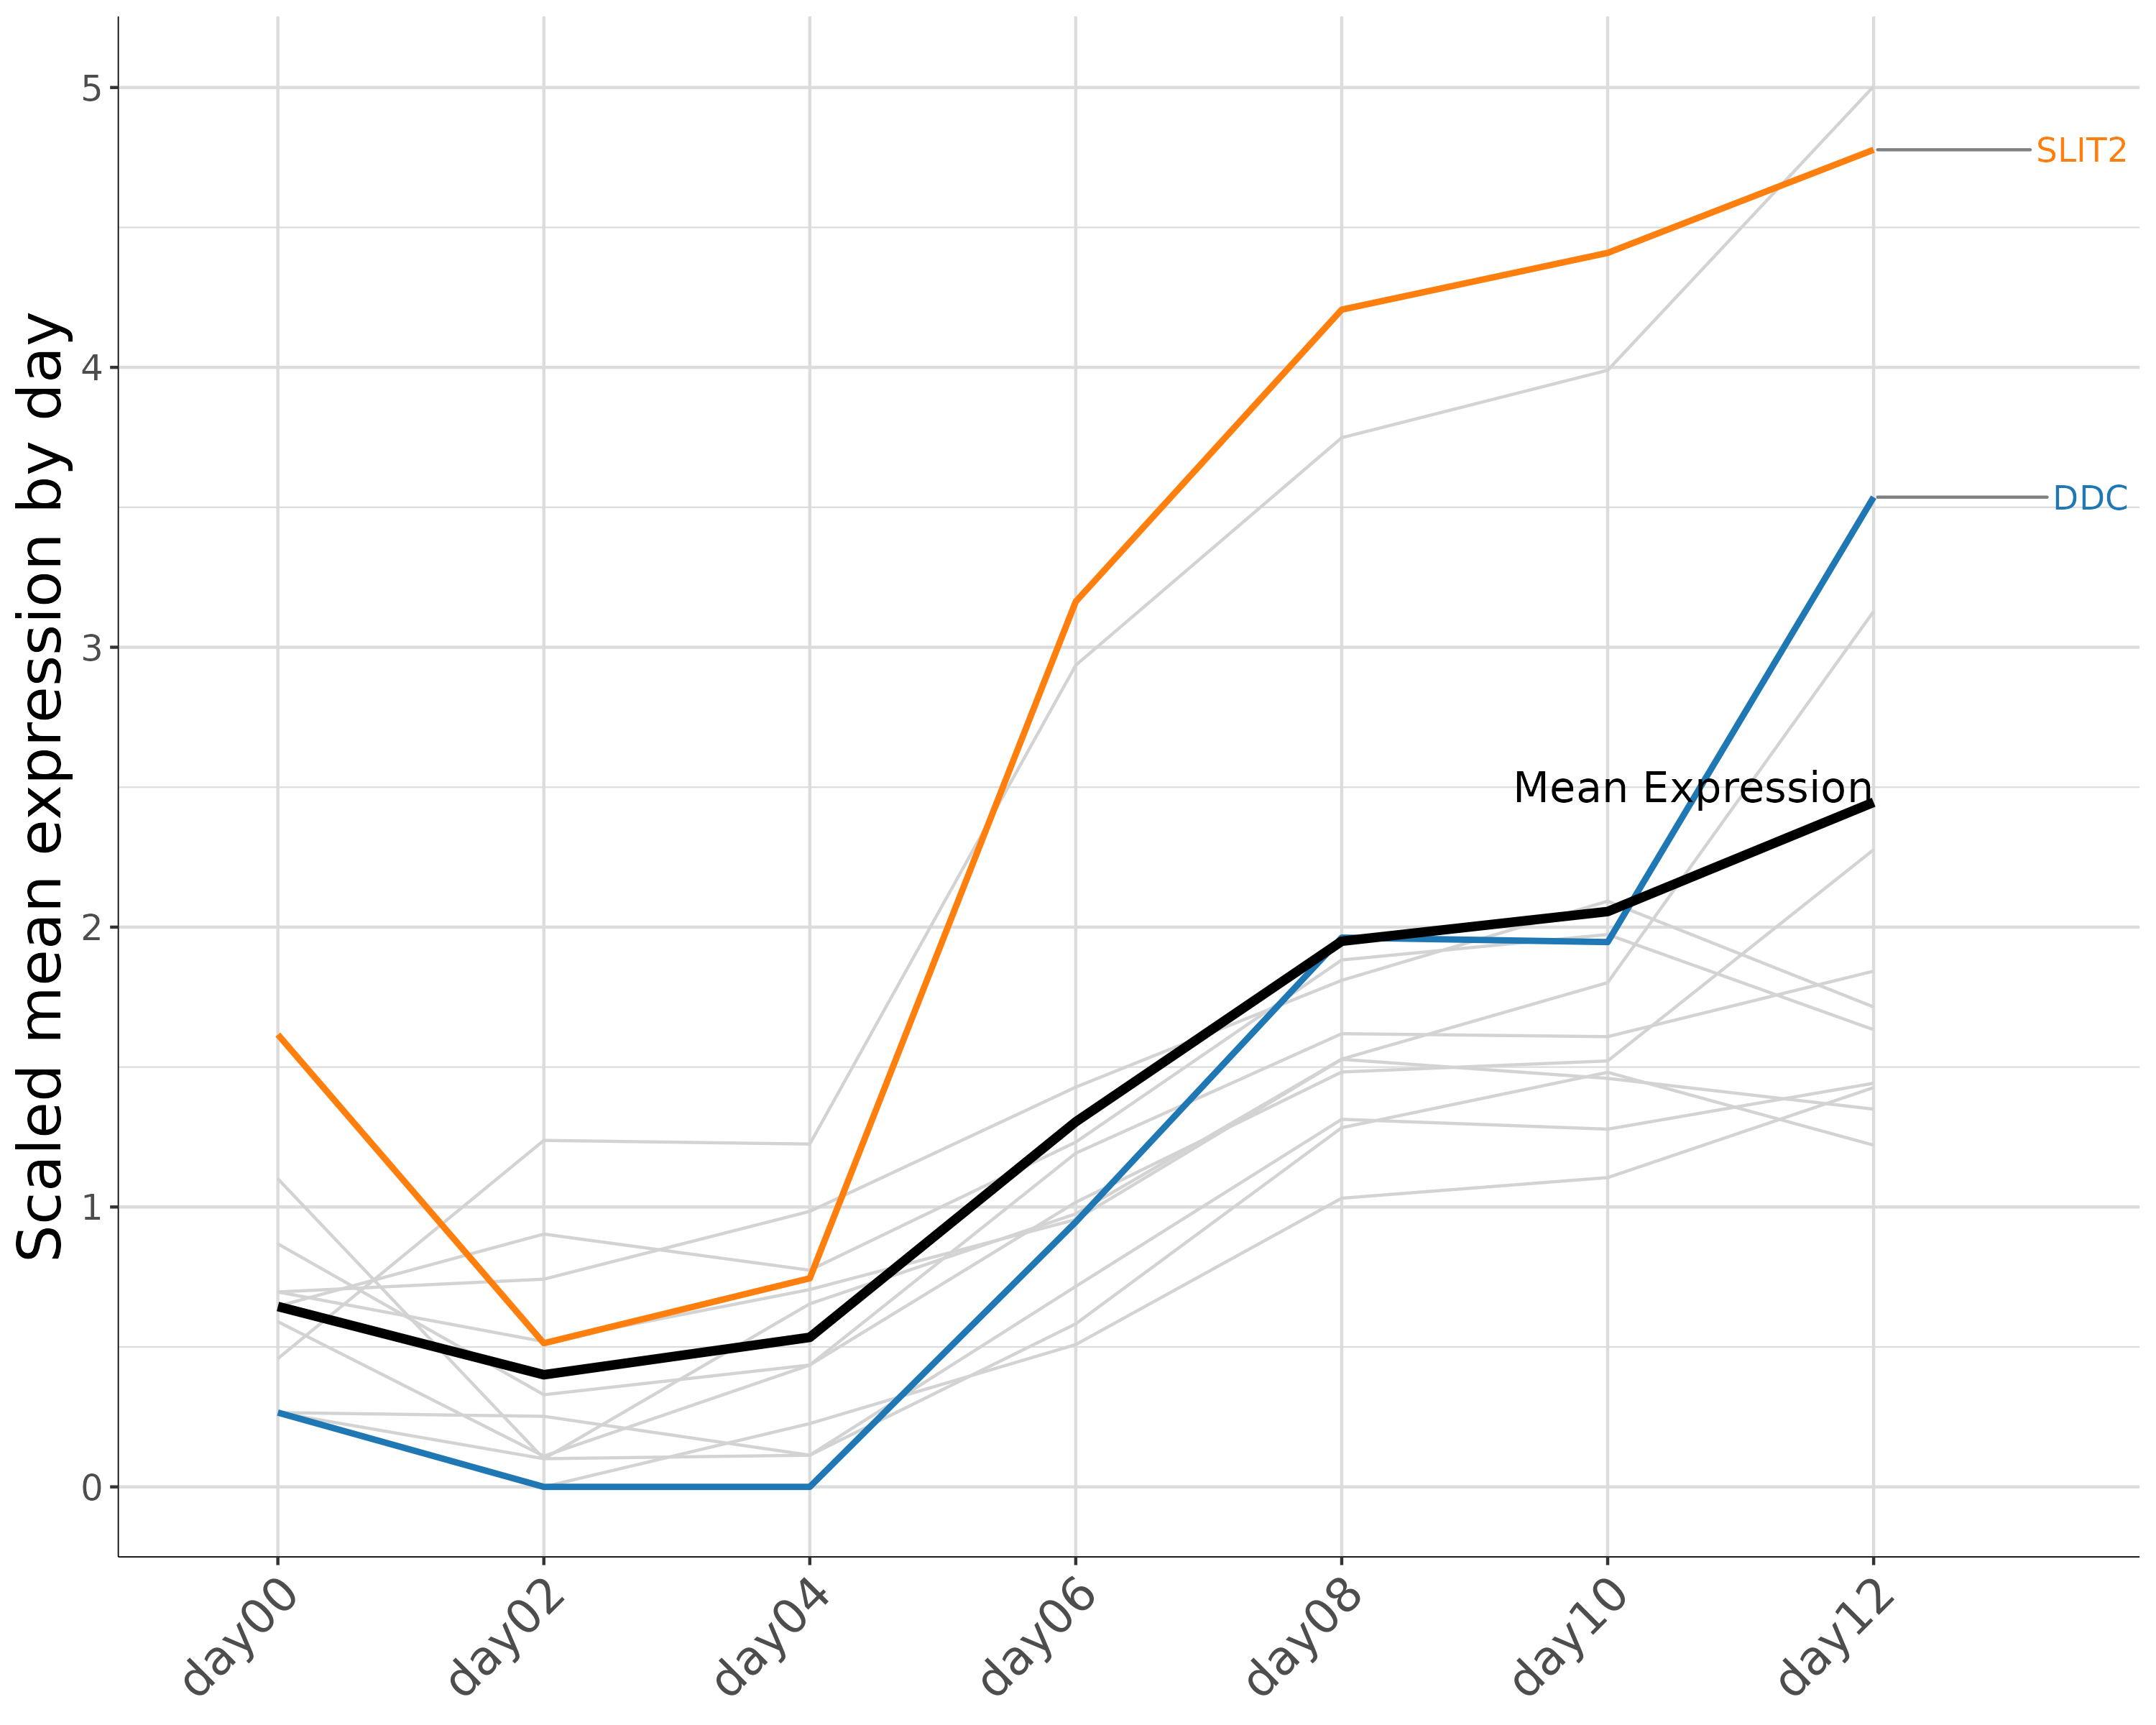 Scaled mean expression by day
5
4
3
2
1
0
SLIT2
DDC
Mean Expression
day00
day02
day04
day06
day08
day10
day12